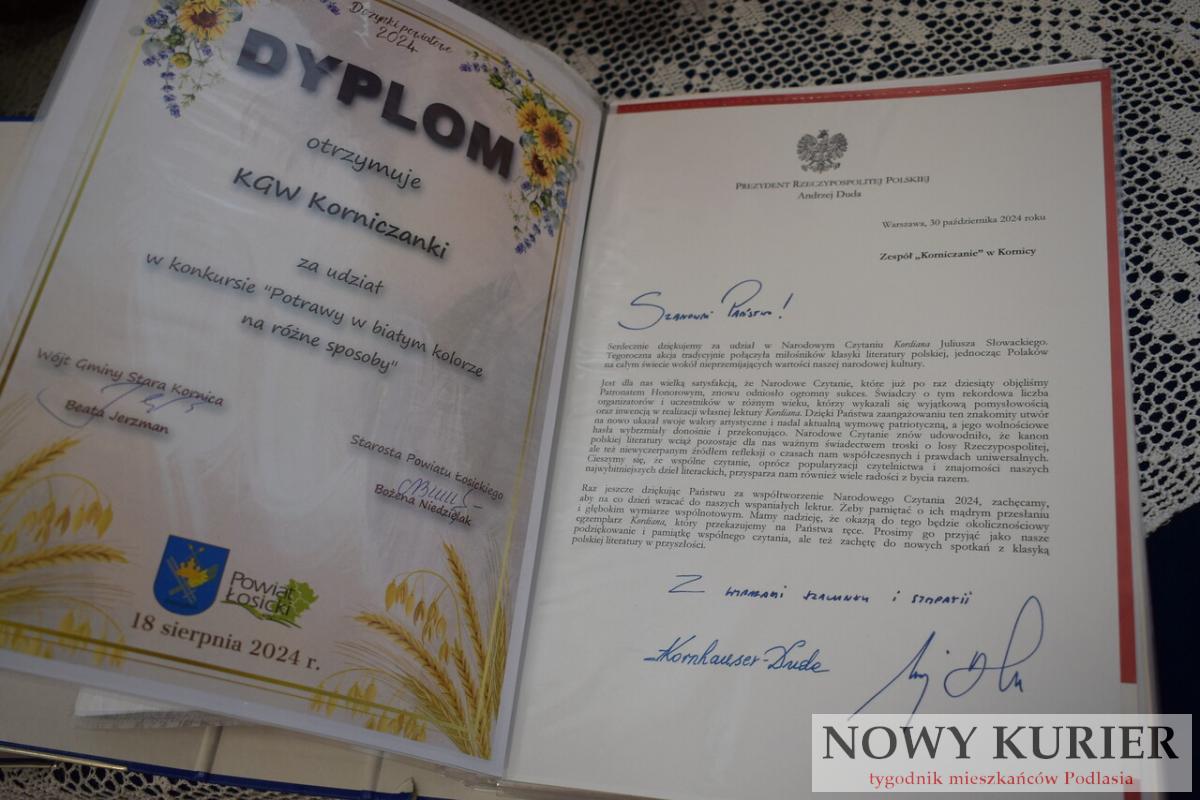 Dożynki powiatowe
2024
DYPLOM
otrzymuje
KGW Korniczanki
za udział
w konkursie "Potrawy w białym kolorze
na różne sposoby"
Wójt Gminy Stara Kornica
Beata Jerzman
Starosta Powiatu Łosickiego
Bożena Niedzielak
Powiat
Łosicki
18 sierpnia 2024 r.
PREZYDENT RZECZYPOSPOLITEJ POLSKIEJ
Andrzej Duda
Warszawa, 30 października 2024 roku
Zespół „Korniczanie” w Kornicy
Szanowni Państwo!
Serdecznie dziękujemy za udział w Narodowym Czytaniu Kordiana Juliusza Słowackiego.
Tegoroczna akcja tradycyjnie połączyła miłośników klasyki literatury polskiej, jednocząc Polaków
na całym świecie wokół nieprzemijających wartości naszej narodowej kultury.
Jest dla nas wielką satysfakcją, że Narodowe Czytanie, które już po raz dziesiąty objęliśmy
Patronatem Honorowym, znowu odniosło ogromny sukces. Świadczy o tym rekordowa liczba
organizatorów i uczestników w różnym wieku, którzy wykazali się wyjątkową pomysłowością
oraz inwencją w realizacji własnej lektury Kordiana. Dzięki Państwa zaangażowaniu ten znakomity utwór
na nowo ukazał swoje walory artystyczne i nadal aktualną wymowę patriotyczną, a jego wolnościowe
hasła wybrzmiały donośnie i przekonująco. Narodowe Czytanie znów udowodniło, że kanon
polskiej literatury wciąż pozostaje dla nas ważnym świadectwem troski o losy Rzeczypospolitej,
ale też niewyczerpanym źródłem refleksji o czasach nam współczesnych i prawdach uniwersalnych.
Cieszymy się, że wspólne czytanie, oprócz popularyzacji czytelnictwa i znajomości naszych
najwybitniejszych dzieł literackich, przysparza nam również wiele radości z bycia razem.
Raz jeszcze dziękując Państwu za współtworzenie Narodowego Czytania 2024, zachęcamy,
aby na co dzień wracać do naszych wspaniałych lektur. Żeby pamiętać o ich mądrym przesłaniu
i głębokim wymiarze wspólnotowym. Mamy nadzieję, że okazją do tego będzie okolicznościowy
egzemplarz Kordiana, który przekazujemy na Państwa ręce. Prosimy go przyjąć jako nasze
podziękowanie i pamiątkę wspólnego czytania, ale też zachętę do nowych spotkań z klasyką
polskiej literatury w przyszłości.
Z wyrazami szacunku i sympatii
Kornhauser-Duda
NOWY KURIER
tygodnik mieszkańców Podlasia